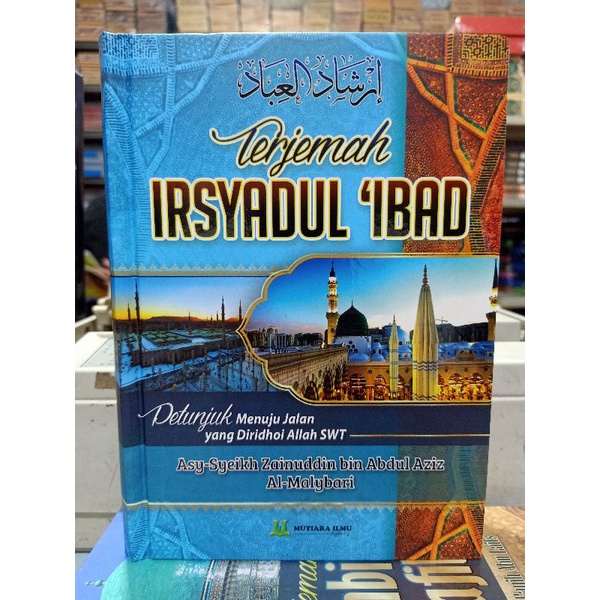 إرشاد العباد
Terjemah
IRSYADUL 'IBAD
Petunjuk Menuju Jalan
yang Diridhoi Allah SWT
Asy-Syeikh Zainuddin bin Abdul Aziz
Al-Malybari
MUTIARA ILMU